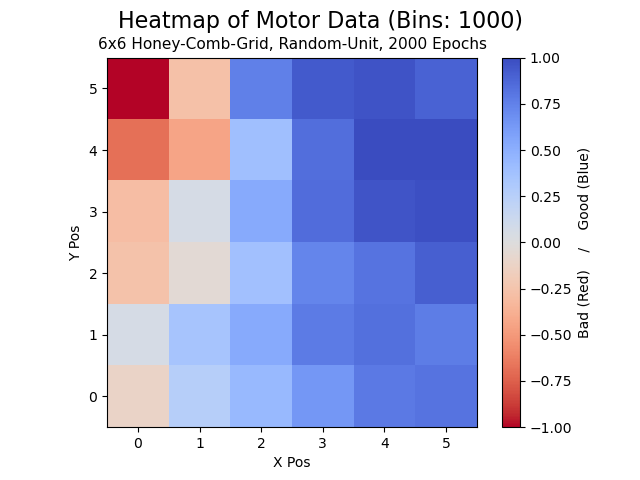 Heatmap of Motor Data (Bins: 1000)
6x6 Honey-Comb-Grid, Random-Unit, 2000 Epochs
Y Pos
5
4
3
2
1
0
0 1 2 3 4 5
X Pos
1.00
0.75
0.50
0.25
0.00
−0.25
−0.50
−0.75
−1.00
Bad (Red) / Good (Blue)